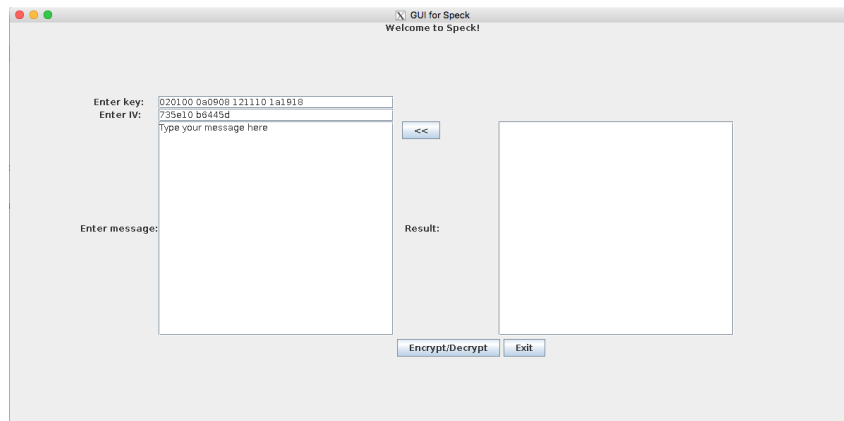 GUI for Speck
Welcome to Speck!
Enter key: 020100 0a0908 121110 1a1918
Enter IV: 735e10 b6445d
Type your message here
<<
Enter message:
Result:
Encrypt/Decrypt Exit